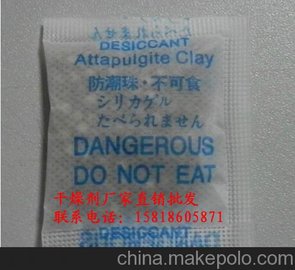 DESICCANT
Attapulgite Clay
防潮珠·不可食
シリカゲル
たべられません
DANGEROUS
DO NOT EAT
干燥剂厂家直销批发
联系电话：15818605871
DESICCANT
1688.com